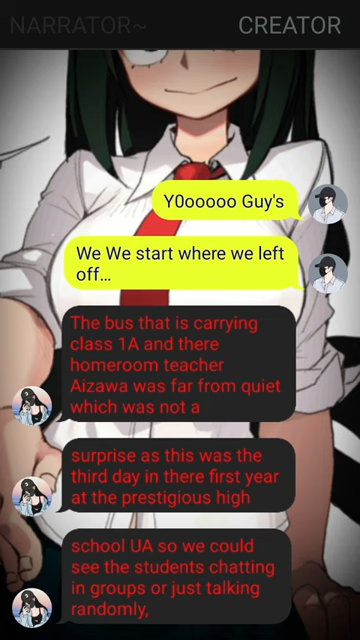 NARRATOR~ CREATOR
Y0ooooo Guy's
We We start where we left
off...
The bus that is carrying
class 1A and there
homeroom teacher
Aizawa was far from quiet
which was not a
surprise as this was the
third day in there first year
at the prestigious high
school UA so we could
see the students chatting
in groups or just talking
randomly,